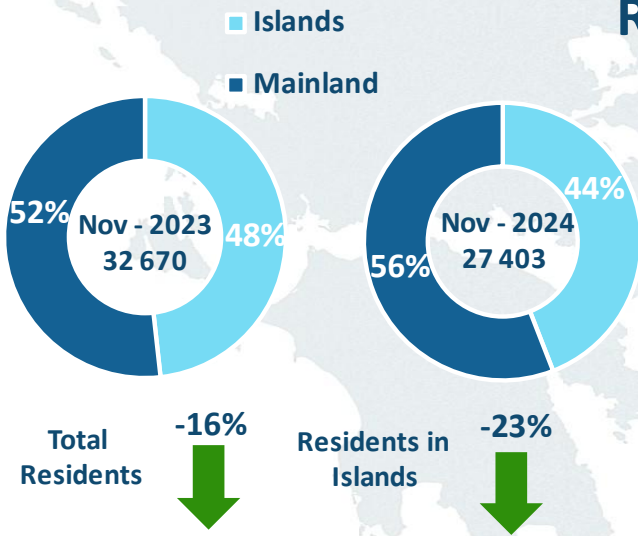 Islands
Mainland
52%
Nov - 2023
32 670
48%
44%
Nov - 2024
27 403
56%
Total
Residents
-16%
Residents in
Islands
-23%